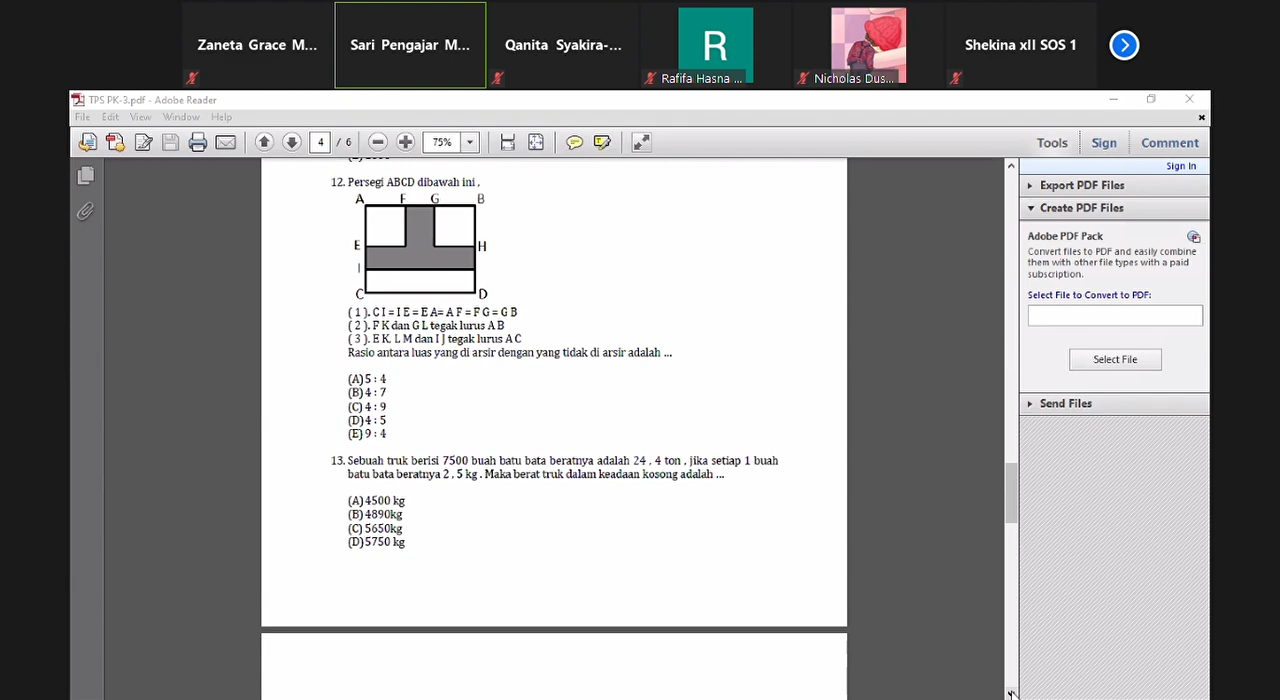 Zaneta Grace M...
Sari Pengajar M...
Qanita Syakira-...
R
Rafifa Hasna ...
Nicholas Dus...
Shekina xII SOS 1
TPS PK-3.pdf - Adobe Reader
File Edit View Window Help
4 / 6
75%
Tools
Sign
Comment
Sign In
Export PDF Files
Create PDF Files
Adobe PDF Pack
Convert files to PDF and easily combine
them with other file types with a paid
subscription.
Select File to Convert to PDF:
Select File
Send Files
12. Persegi ABCD dibawah ini ,
A F G B
E H
I
C D
( 1 ). C I = I E = E A= A F = F G = G B
( 2 ). F K dan G L tegak lurus A B
( 3 ). E K, L M dan I J tegak lurus A C
Rasio antara luas yang di arsir dengan yang tidak di arsir adalah ...
(A) 5 : 4
(B) 4 : 7
(C) 4 : 9
(D) 4 : 5
(E) 9 : 4
13. Sebuah truk berisi 7500 buah batu bata beratnya adalah 24 , 4 ton , jika setiap 1 buah
batu bata beratnya 2 , 5 kg . Maka berat truk dalam keadaan kosong adalah ...
(A) 4500 kg
(B) 4890kg
(C) 5650kg
(D) 5750 kg